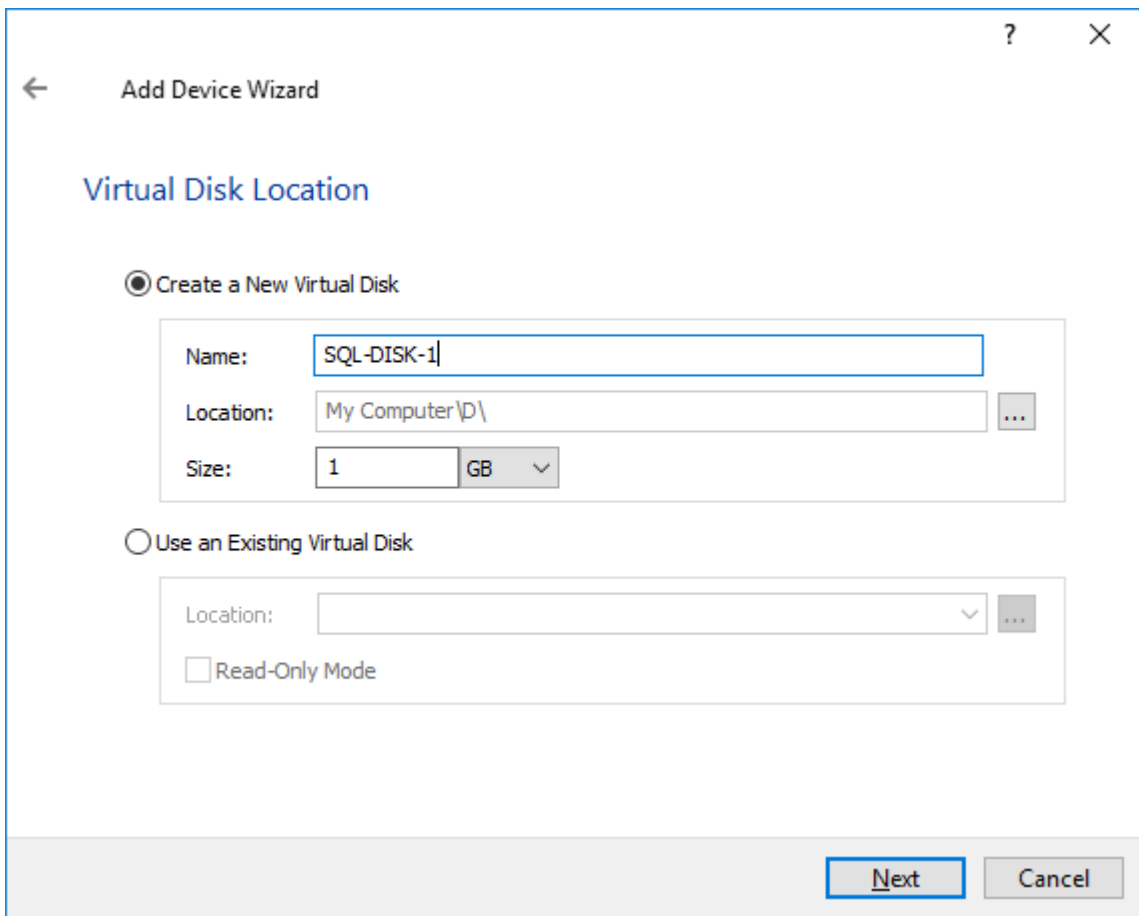 ?
Add Device Wizard
Virtual Disk Location
Create a New Virtual Disk
Name: SQL-DISK-1
Location: My Computer\D\ ...
Size: 1 GB
Use an Existing Virtual Disk
Location: ...
Read-Only Mode
Next Cancel